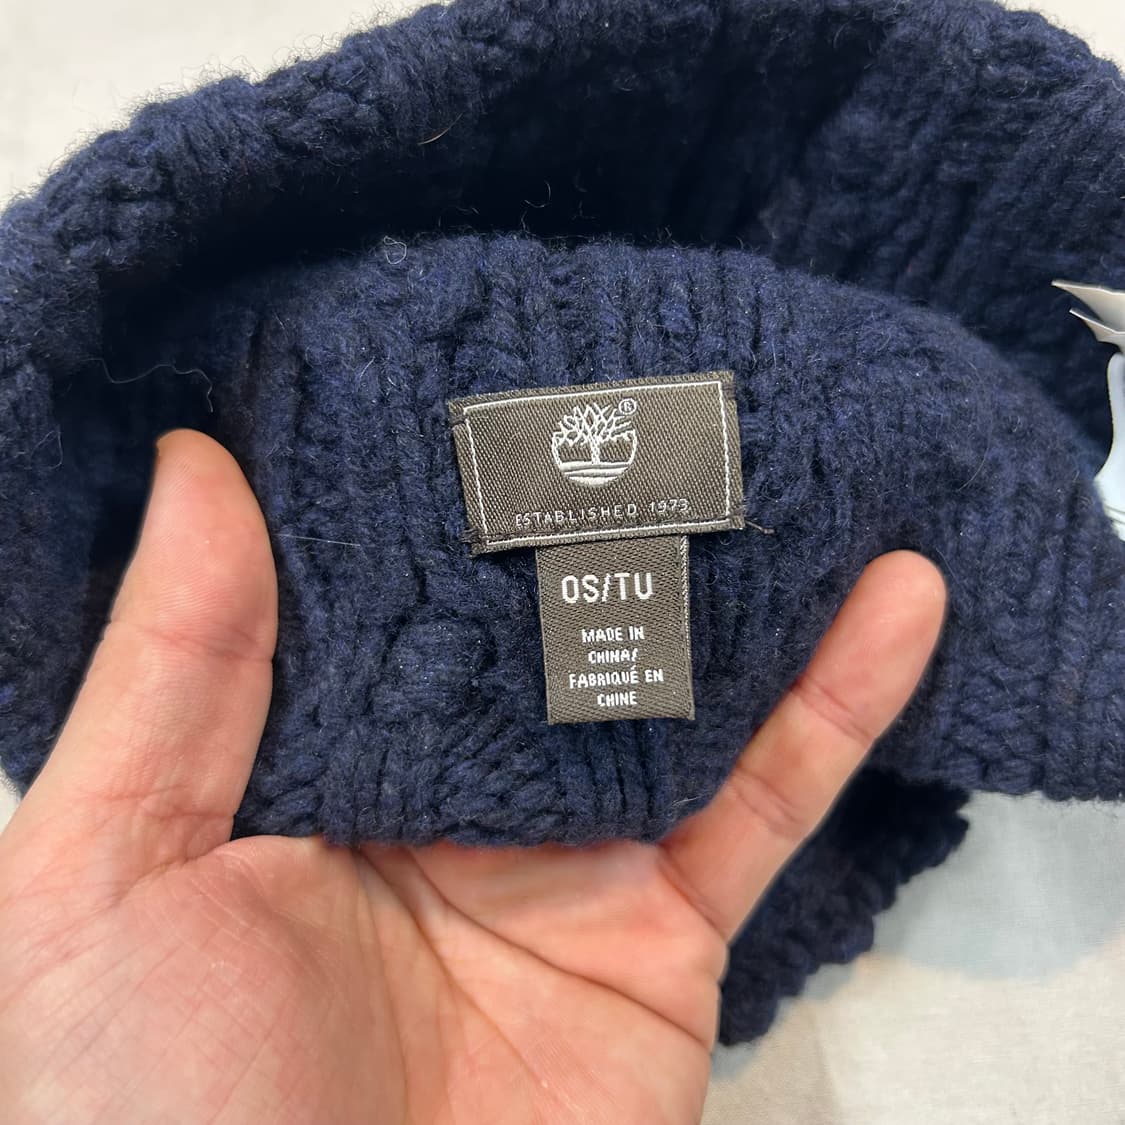 ®
ESTABLISHED 1973
OS/TU
MADE IN
CHINA/
FABRIQUÉ EN
CHINE